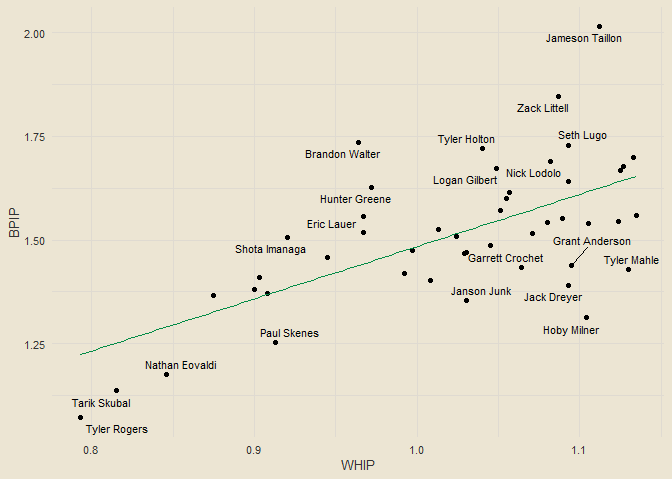 2.00
Jameson Taillon
Zack Littell
1.75
Tyler Holton
Seth Lugo
Brandon Walter
Logan Gilbert
Nick Lodolo
Hunter Greene
Eric Lauer
BPIP
1.50
Shota Imanaga
Grant Anderson
Garrett Crochet
Tyler Mahle
Janson Junk
Jack Dreyer
Hoby Milner
Paul Skenes
1.25
Nathan Eovaldi
Tarik Skubal
Tyler Rogers
0.8
0.9
1.0
1.1
WHIP